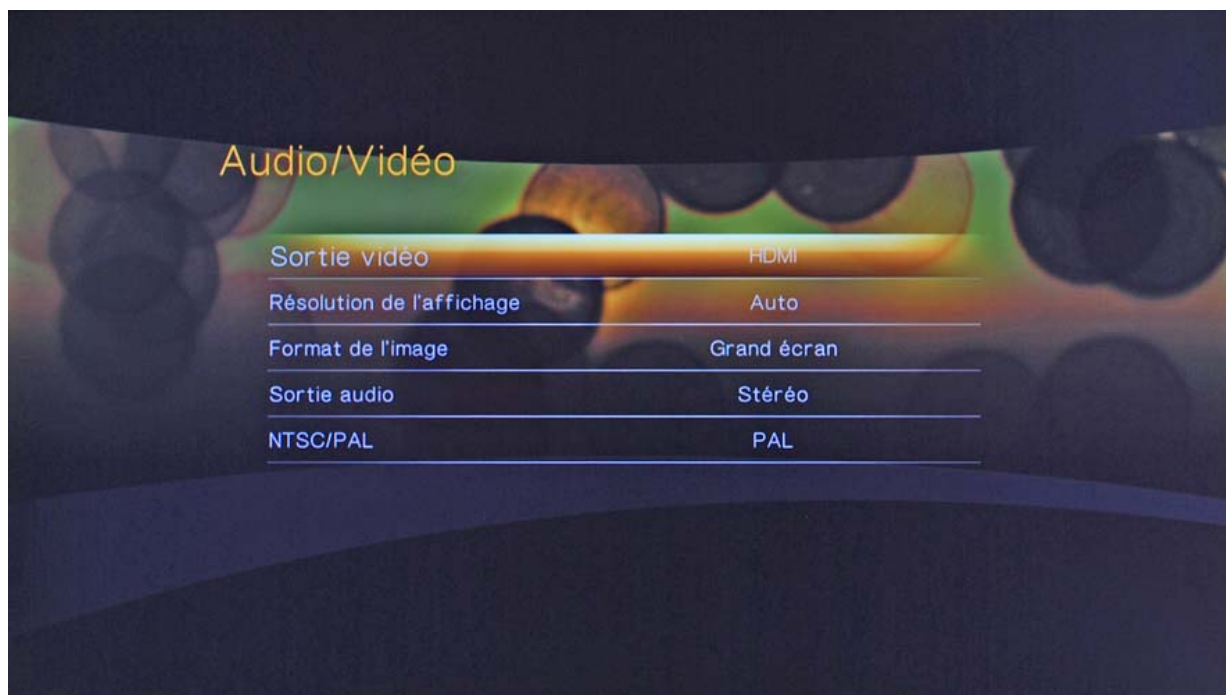 Audio/Vidéo
Sortie vidéo HDMI
Résolution de l'affichage Auto
Format de l'image Grand écran
Sortie audio Stéréo
NTSC/PAL PAL